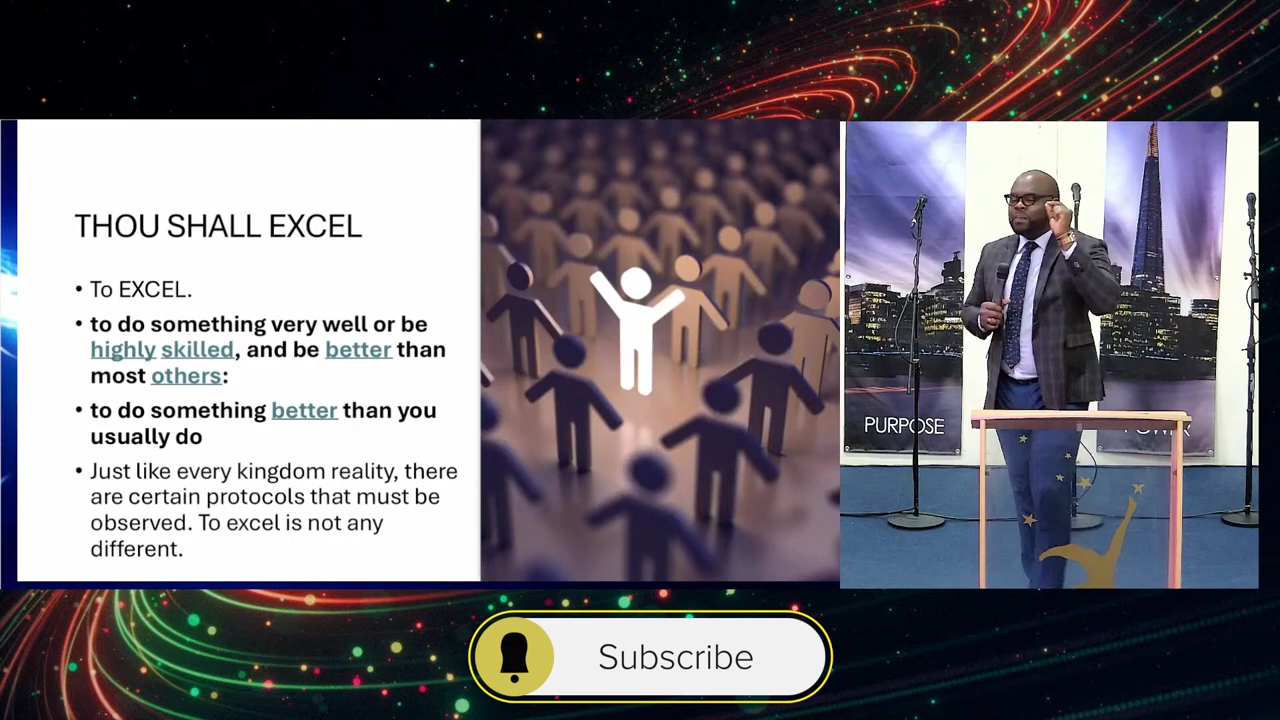 THOU SHALL EXCEL
• To EXCEL.
• to do something very well or be
highly skilled, and be better than
most others:
• to do something better than you
usually do
• Just like every kingdom reality, there
are certain protocols that must be
observed. To excel is not any
different.
PURPOSE
POWER
Subscribe